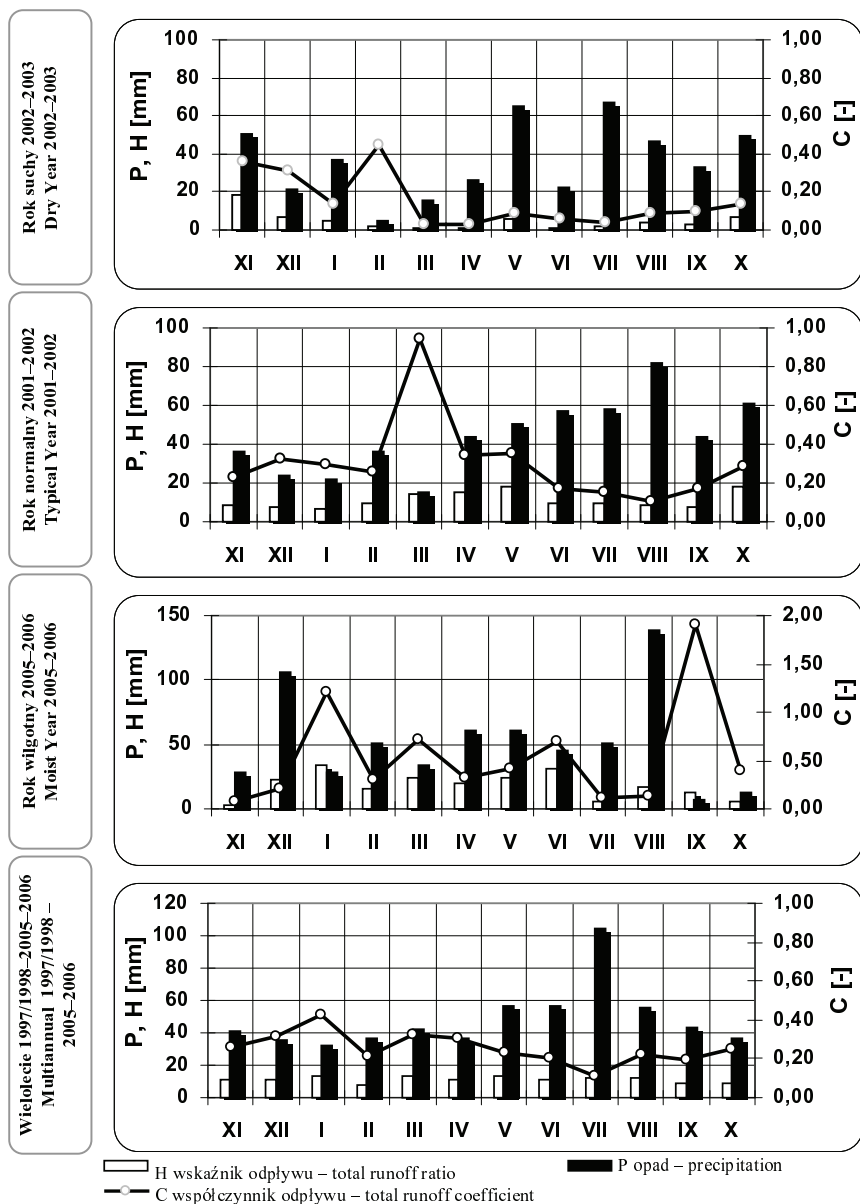 Rok suchy 2002–2003
Dry Year 2002–2003
P, H [mm]
100
80
60
40
20
0
1,00
0,80
0,60
0,40
0,20
0,00
C [-]
XI XII I II III IV V VI VII VIII IX X
Rok normalny 2001–2002
Typical Year 2001–2002
P, H [mm]
100
80
60
40
20
0
1,00
0,80
0,60
0,40
0,20
0,00
C [-]
XI XII I II III IV V VI VII VIII IX X
Rok wilgotny 2005–2006
Moist Year 2005–2006
P, H [mm]
150
100
50
0
2,00
1,50
1,00
0,50
0,00
C [-]
XI XII I II III IV V VI VII VIII IX X
Wielolecie 1997/1998–2005–2006
Multiannual 1997/1998 –
2005–2006
P, H [mm]
120
100
80
60
40
20
0
1,00
0,80
0,60
0,40
0,20
0,00
C [-]
XI XII I II III IV V VI VII VIII IX X
H wskaźnik odpływu – total runoff ratio
P opad – precipitation
C współczynnik odpływu – total runoff coefficient